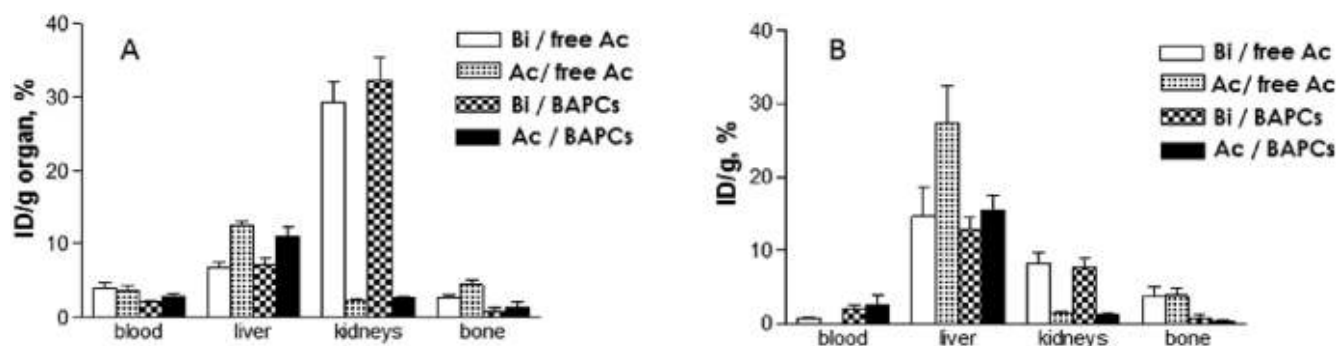 A
ID/g organ, %
40
30
20
10
0
blood liver kidneys bone
Bi / free Ac
Ac/ free Ac
Bi / BAPCs
Ac / BAPCs
B
ID/g, %
40
30
20
10
0
blood liver kidneys bone
Bi / free Ac
Ac/ free Ac
Bi / BAPCs
Ac / BAPCs